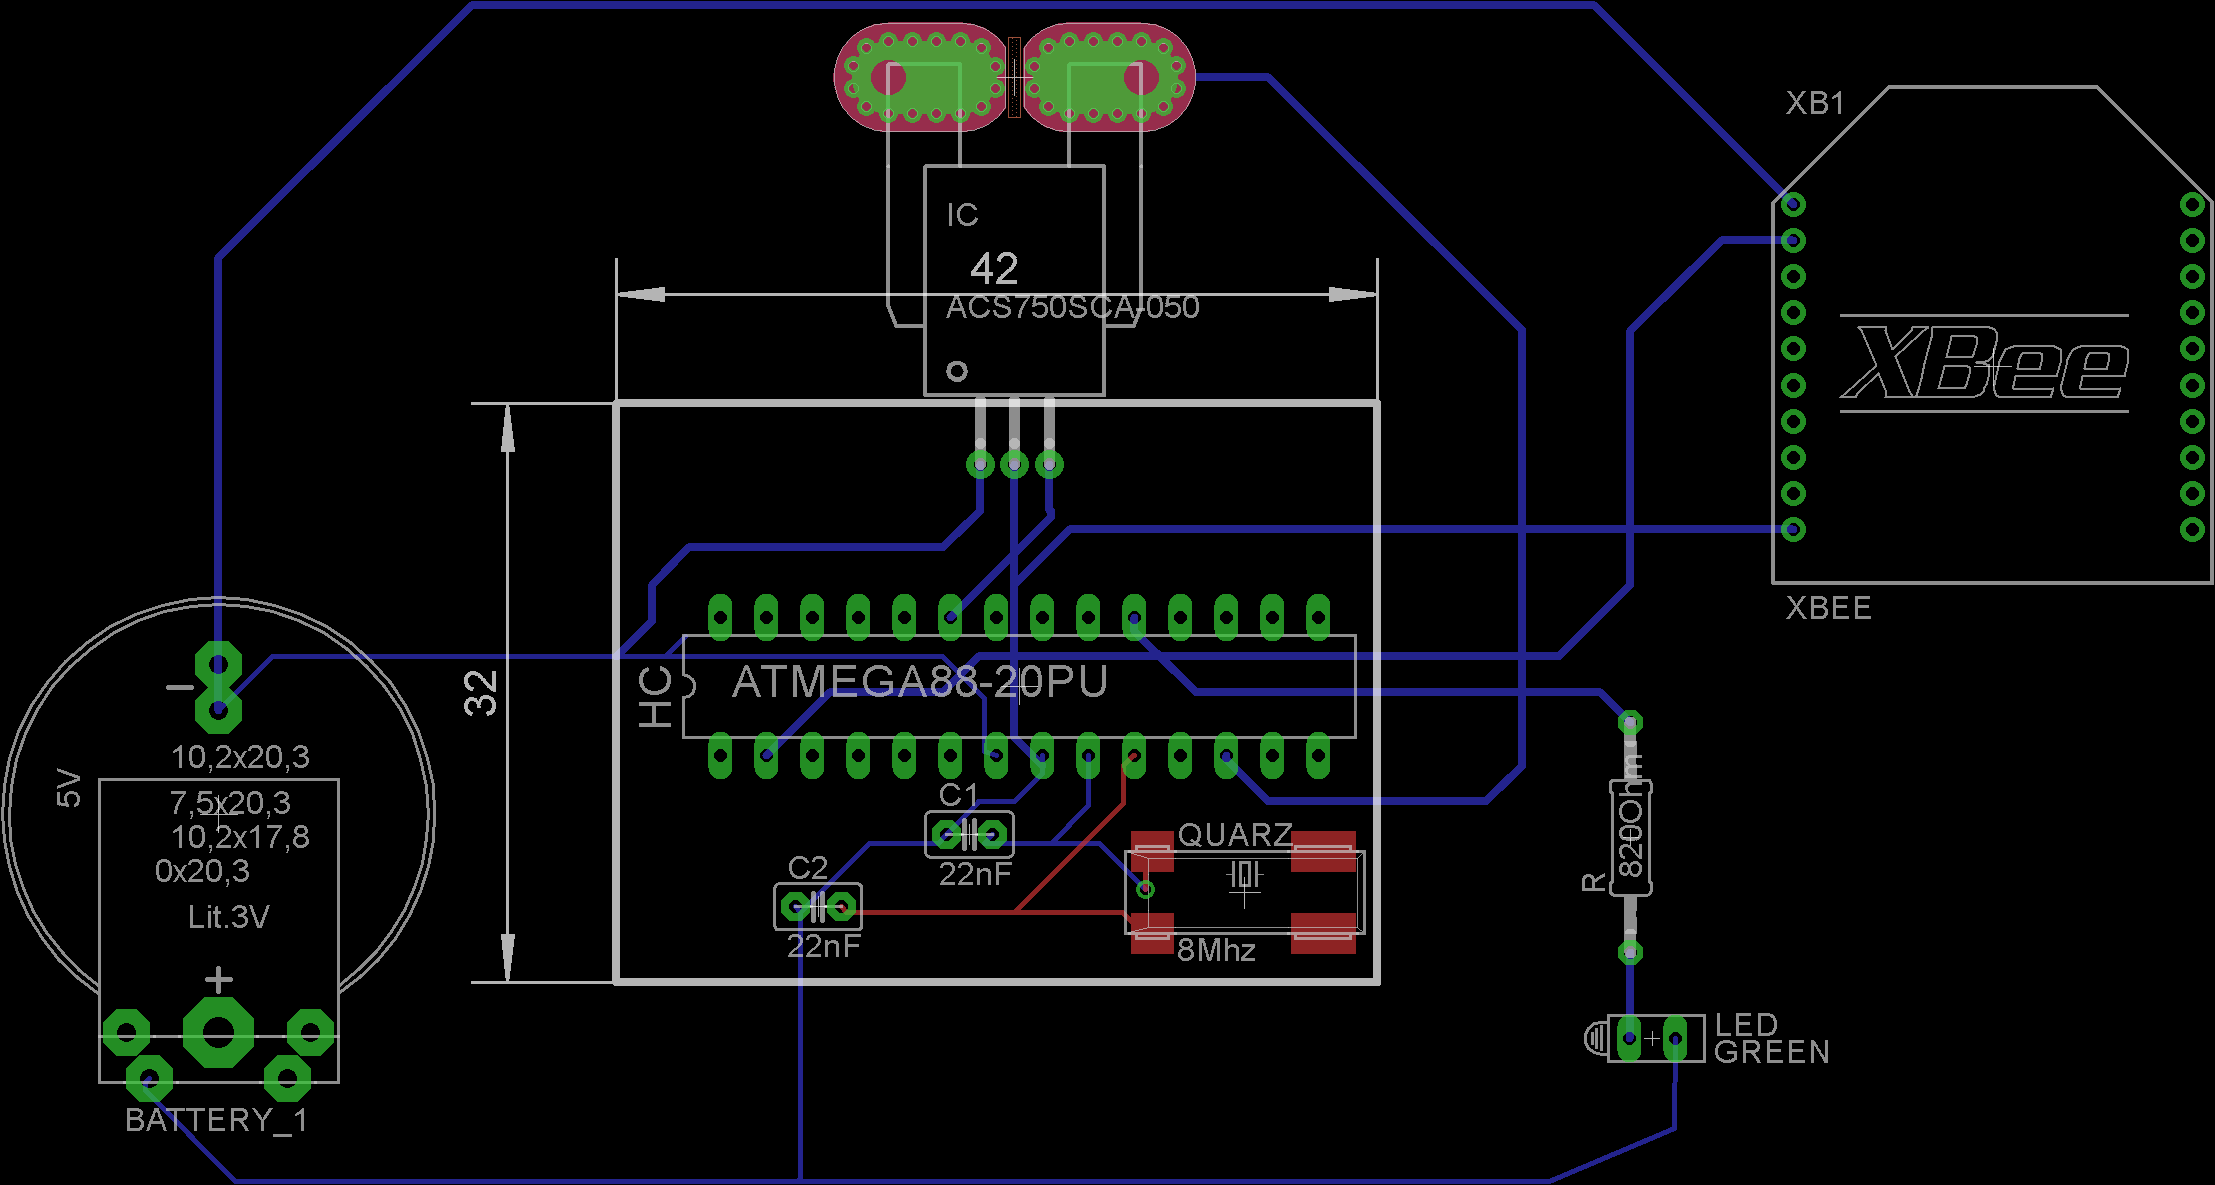 XB1
IC
42
ACS750SCA-050
XBee
XBEE
HC
ATMEGA88-20PU
32
−
10,2x20,3
5V
7,5x20,3
10,2x17,8
0x20,3
Lit.3V
+
BATTERY_1
C1
22nF
C2
22nF
QUARZ
8Mhz
R
820Ohm
LED
GREEN